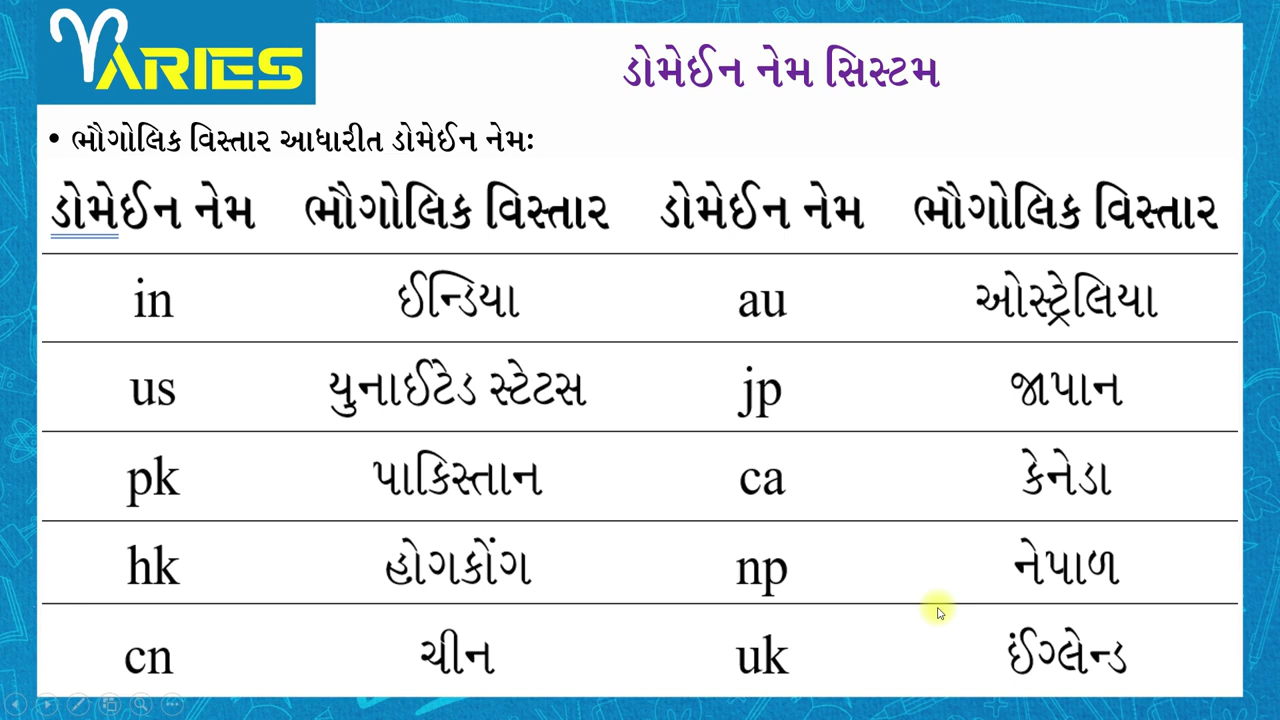 ARIES
ડોમેઈન નેમ સિસ્ટમ
• ભૌગોલિક વિસ્તાર આધારીત ડોમેઈન નેમઃ
ડોમેઈન નેમ ભૌગોલિક વિસ્તાર ડોમેઈન નેમ ભૌગોલિક વિસ્તાર
in ઈન્ડિયા au ઓસ્ટ્રેલિયા
us યુનાઈટેડ સ્ટેટસ jp જાપાન
pk પાકિસ્તાન ca કેનેડા
hk હોગકોંગ np નેપાળ
cn ચીન uk ઈંગ્લેન્ડ